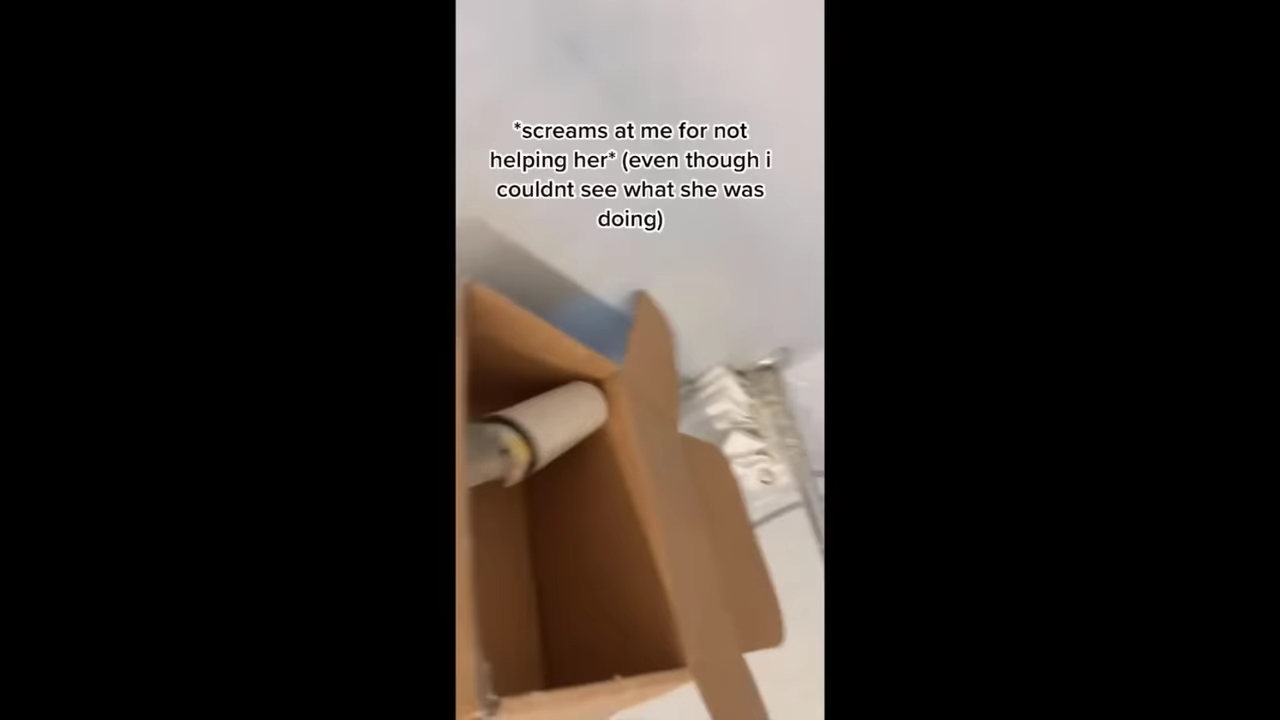 *screams at me for not
helping her* (even though i
couldnt see what she was
doing)